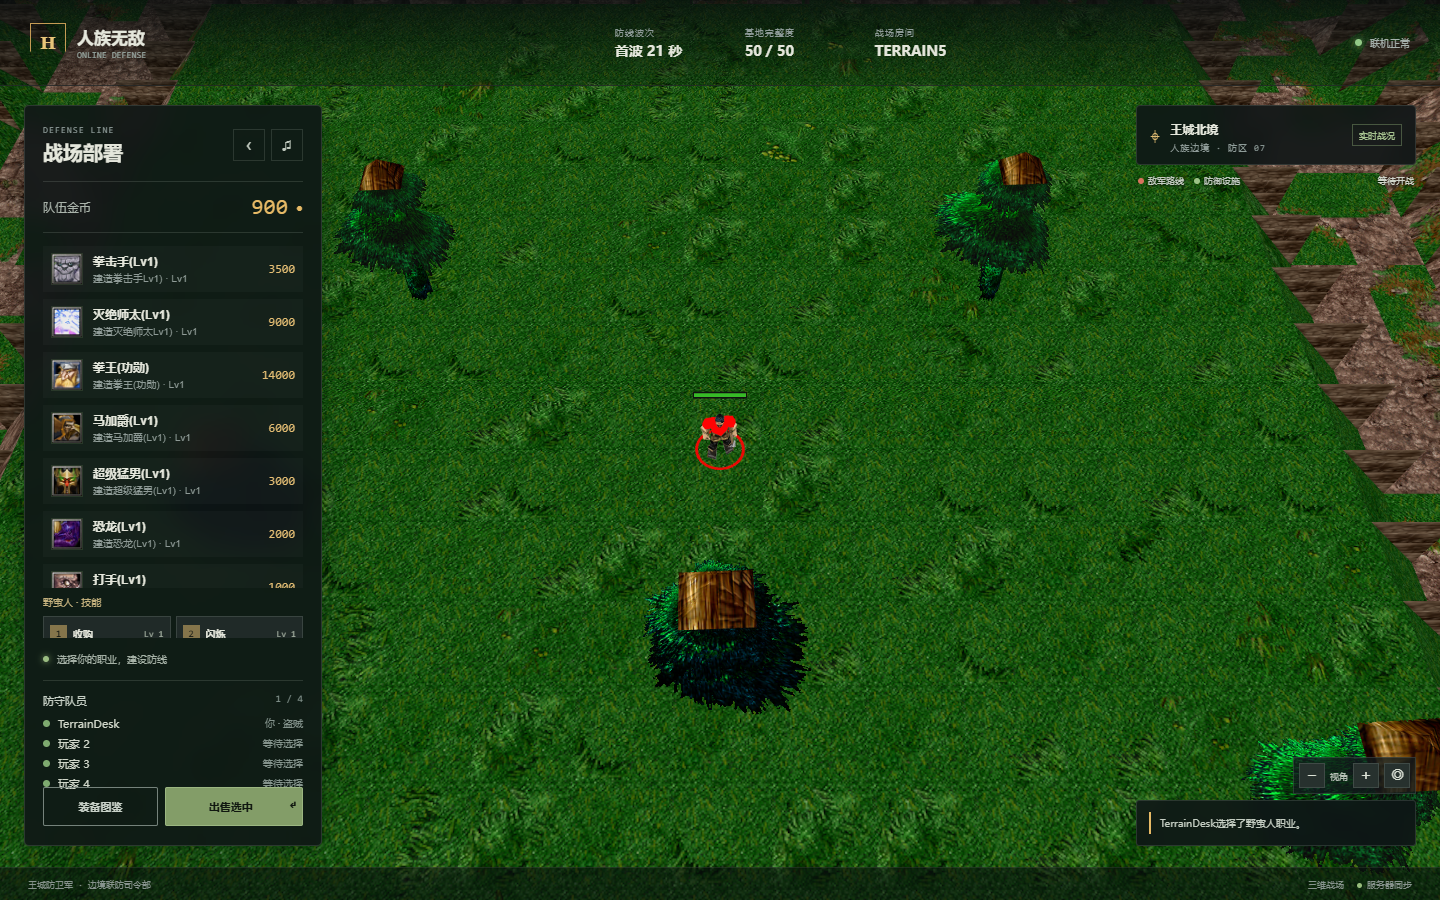 H
人族无敌
ONLINE DEFENSE
防线波次
首波 21 秒
基地完整度
50 / 50
战场房间
TERRAIN5
联机正常
DEFENSE LINE
战场部署
队伍金币
900
拳击手(Lv1)
建造拳击手Lv1) · Lv1
3500
灭绝师太(Lv1)
建造灭绝师太Lv1) · Lv1
9000
拳王(功勋)
建造拳王(功勋) · Lv1
14000
马加爵(Lv1)
建造马加爵(Lv1) · Lv1
6000
超级猛男(Lv1)
建造超级猛男(Lv1) · Lv1
3000
恐龙(Lv1)
建造恐龙(Lv1) · Lv1
2000
打手(Lv1)
1000
野蛮人 · 技能
1 收购 Lv 1
2 闪烁 Lv 1
选择你的职业，建设防线
防守队员
1 / 4
TerrainDesk
你 · 盗贼
玩家 2
等待选择
玩家 3
等待选择
玩家 4
等待选择
装备图鉴
出售选中
王城北境
人族边境 · 防区 07
实时战况
敌军路线
防御设施
等待开战
视角
TerrainDesk选择了野蛮人职业。
王城防卫军 · 边境联防司令部
三维战场
服务器同步